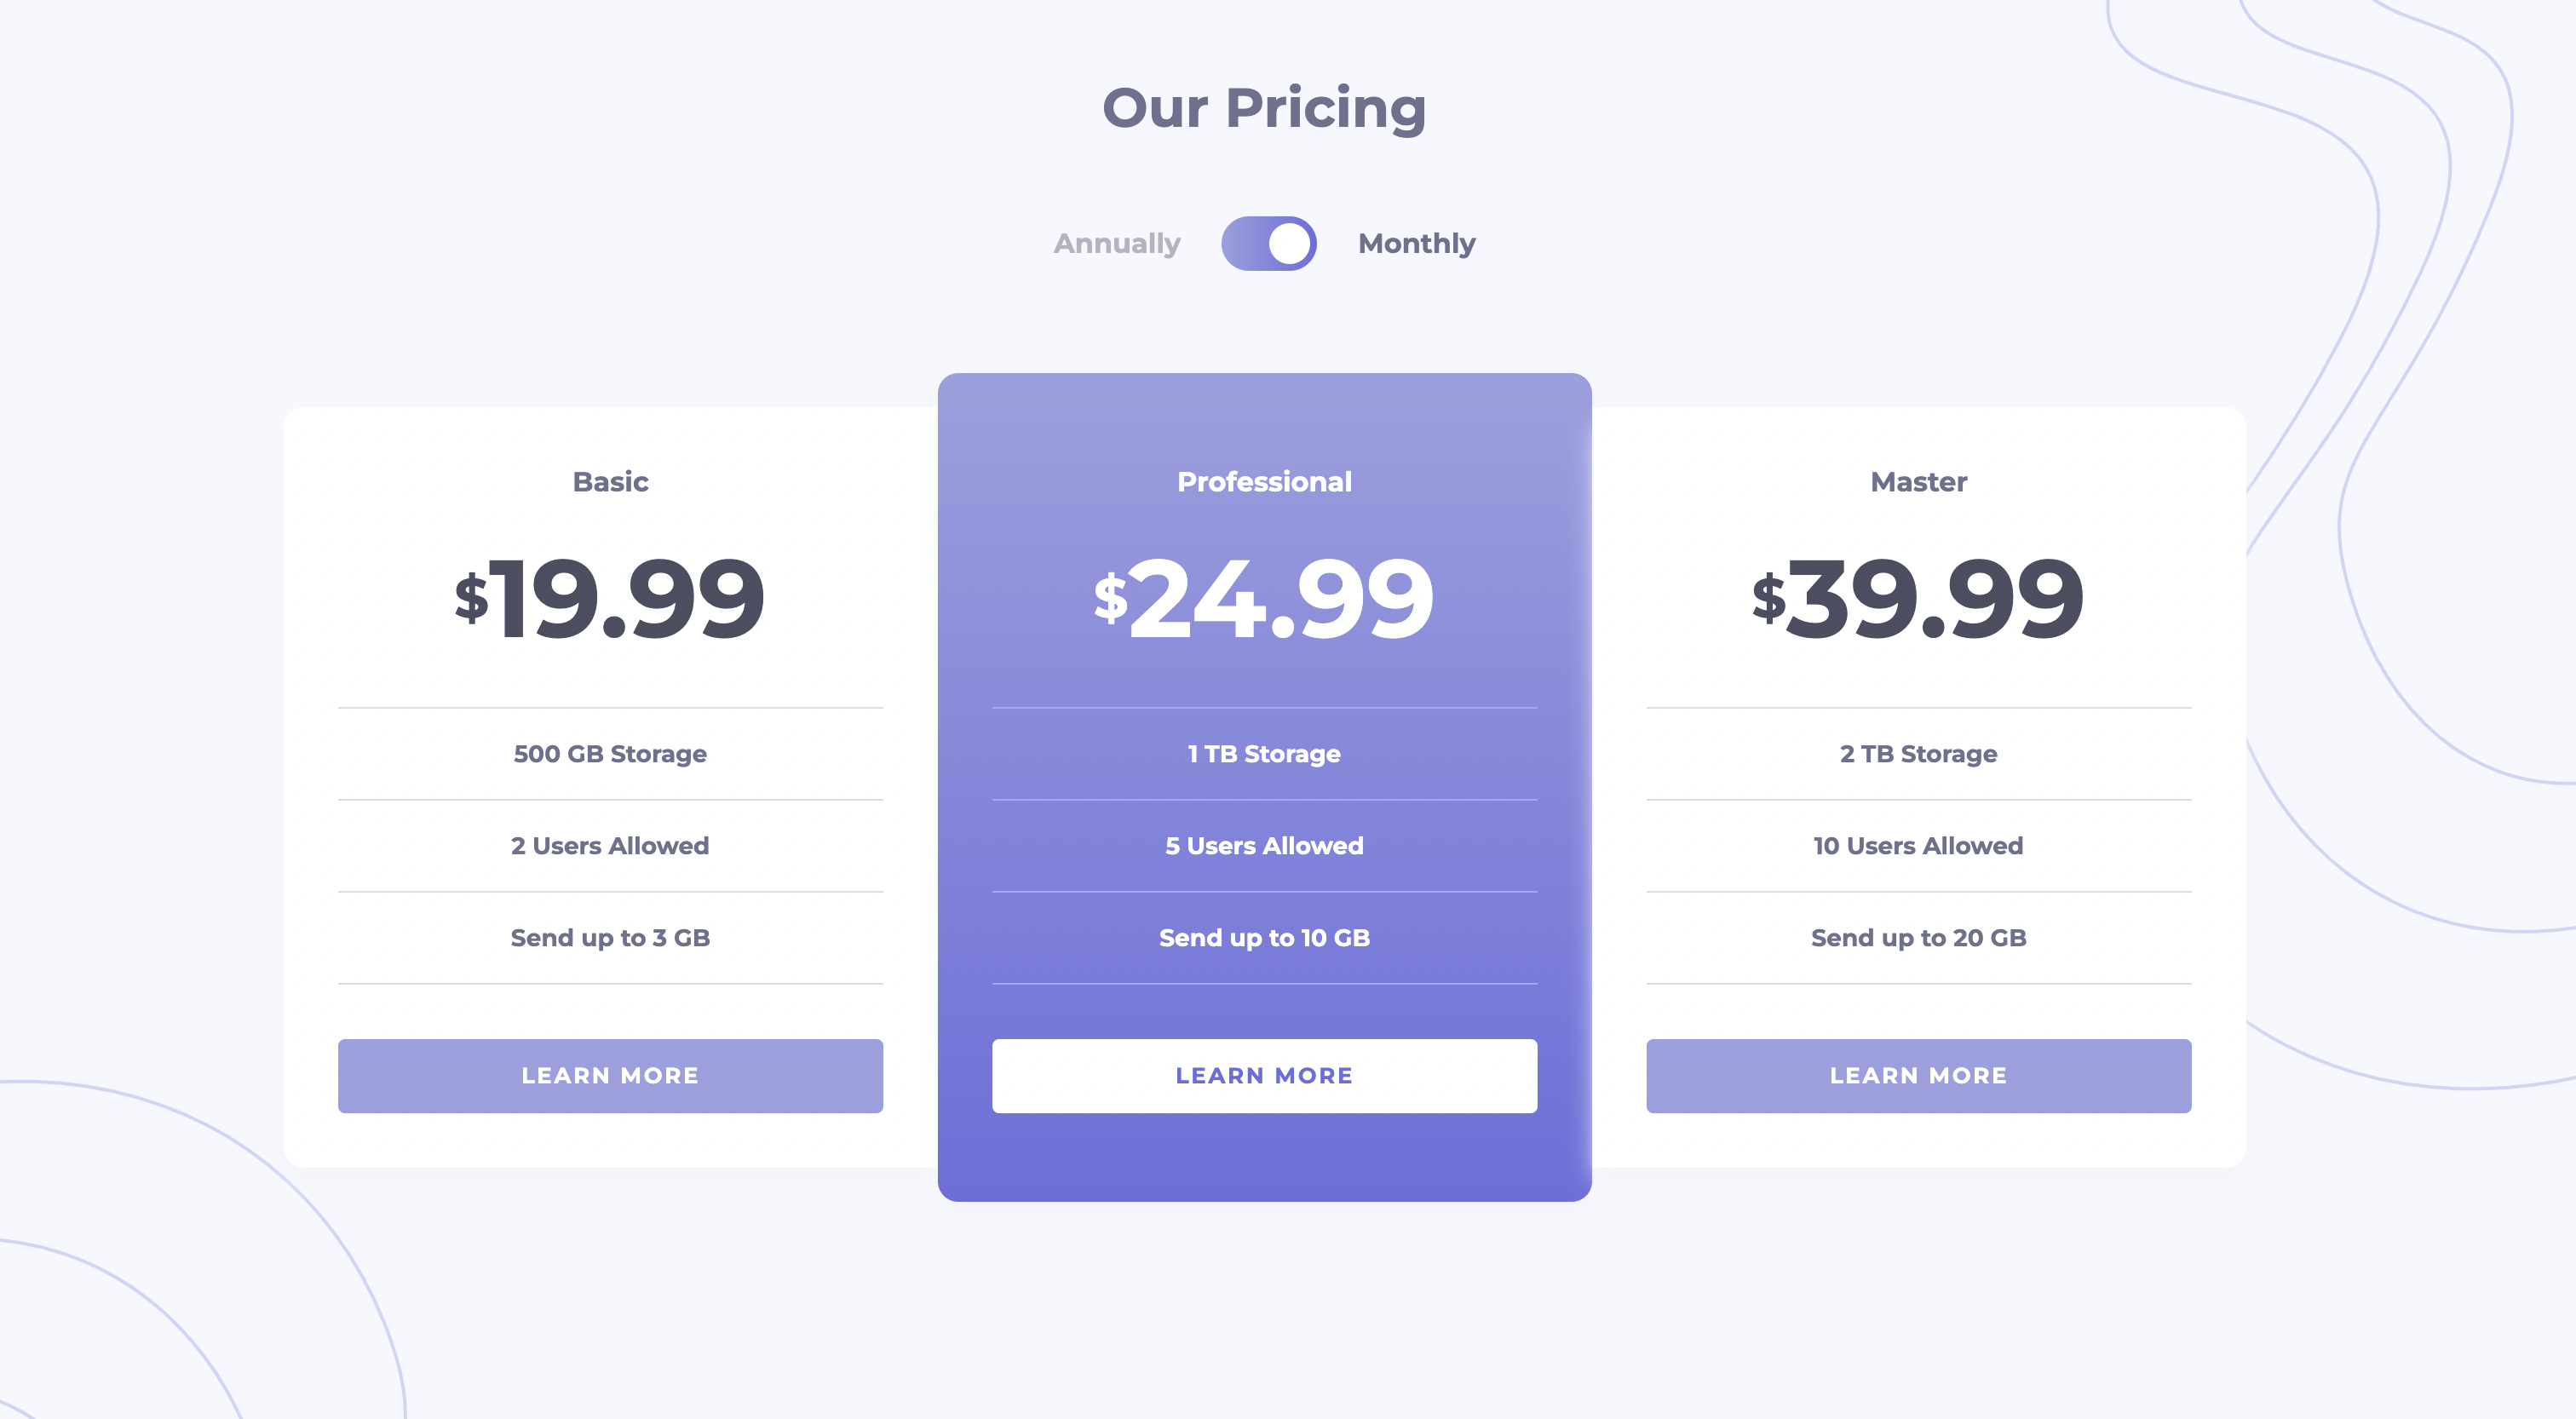 Our Pricing
Annually Monthly
Basic
$19.99
500 GB Storage
2 Users Allowed
Send up to 3 GB
LEARN MORE
Professional
$24.99
1 TB Storage
5 Users Allowed
Send up to 10 GB
LEARN MORE
Master
$39.99
2 TB Storage
10 Users Allowed
Send up to 20 GB
LEARN MORE